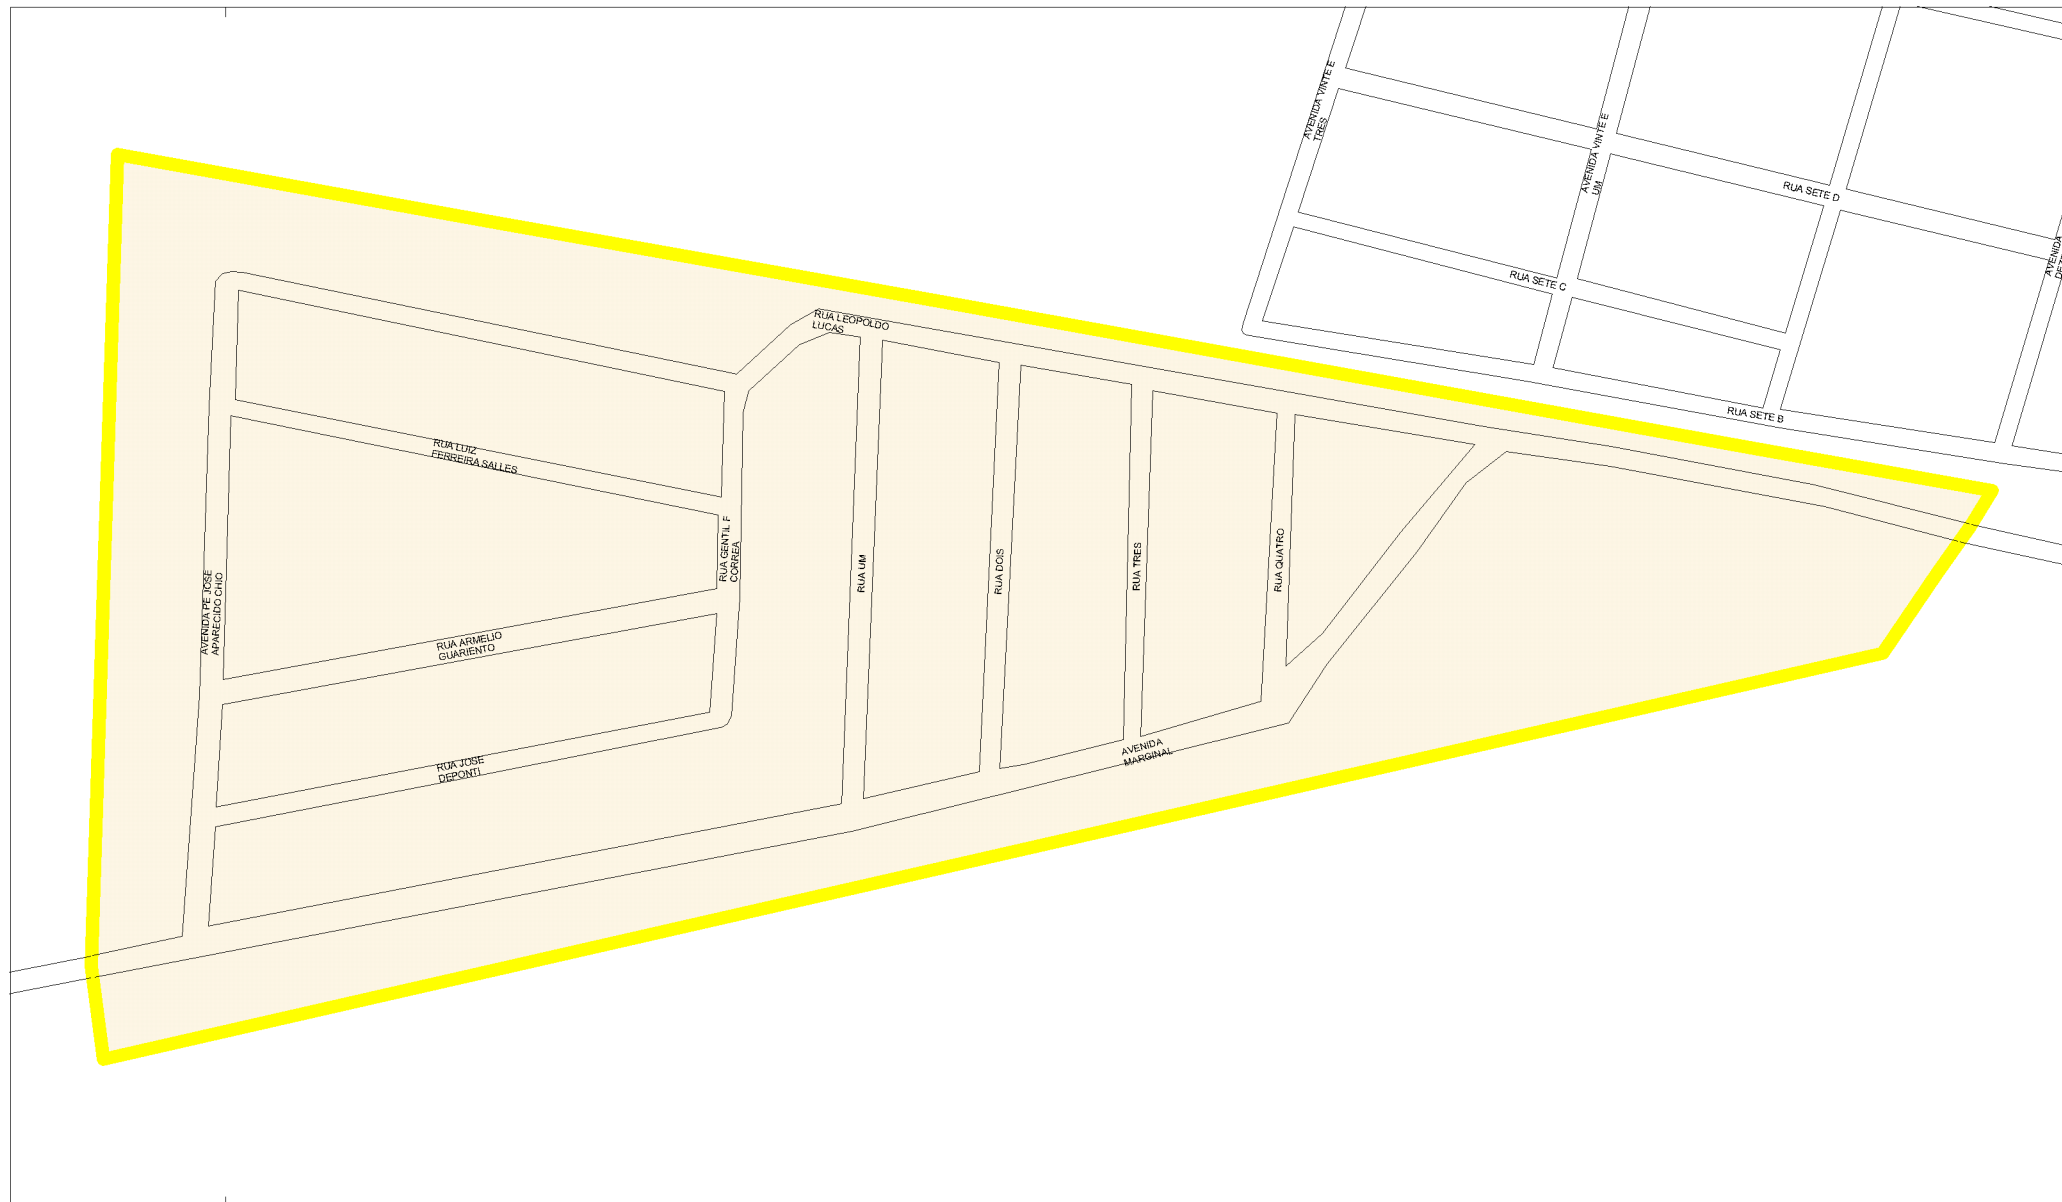 AVENIDA VINTE E
TRES
AVENIDA VINTE E
UM
RUA SETE D
AVENIDA
RUA SETE C
RUA SETE B
RUA LEOPOLDO
LUCAS
RUA LUIZ
FERREIRA SALLES
RUA GENTIL F
CORREA
AVENIDA PE JOSE
APARECIDO CHIO
RUA ARMELIO
GUARIENTO
RUA JOSE
DEPONTI
RUA UM
RUA DOIS
RUA TRES
RUA QUATRO
AVENIDA
MARGINAL